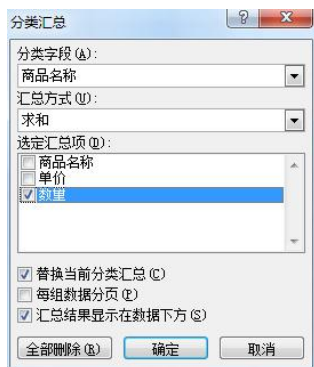 分类汇总
分类字段(A):
商品名称
汇总方式(U):
求和
选定汇总项(D):
商品名称
单价
数量
替换当前分类汇总(C)
每组数据分页(P)
汇总结果显示在数据下方(S)
全部删除(R) 确定 取消